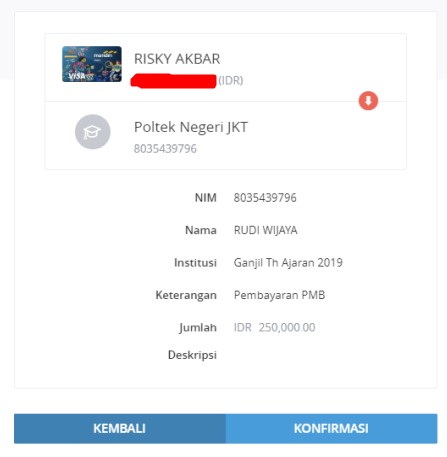 RISKY AKBAR
(IDR)
VISA
Poltek Negeri JKT
8035439796
NIM 8035439796
Nama RUDI WIJAYA
Institusi Ganjil Th Ajaran 2019
Keterangan Pembayaran PMB
Jumlah IDR 250,000.00
Deskripsi
KEMBALI
KONFIRMASI